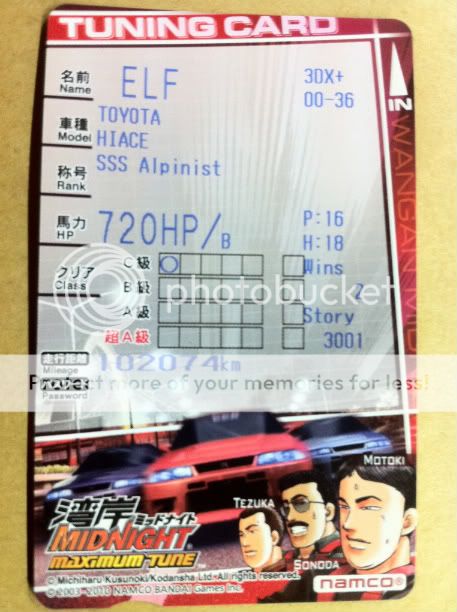 TUNING CARD
名前 Name
ELF
3DX+
00-36
車種 Model
TOYOTA
HIACE
称号 Rank
SSS Alpinist
馬力 HP
720HP/B
P:16
H:18
クリア Class
C級
B級
A級
超A級
Wins
2
Story
3001
走行距離 Mileage
102074km
Password
IN
WANGAN MID
photobucket
Protect more of your memories for less!
MOTOKI
TEZUKA
SONODA
湾岸 ミッドナイト
MIDNIGHT
MAXIMUM TUNE
TM
© Michiharu Kusunoki/Kodansha Ltd. All rights reserved.
© 2003-2010 NAMCO BANDAI Games Inc.
namco®